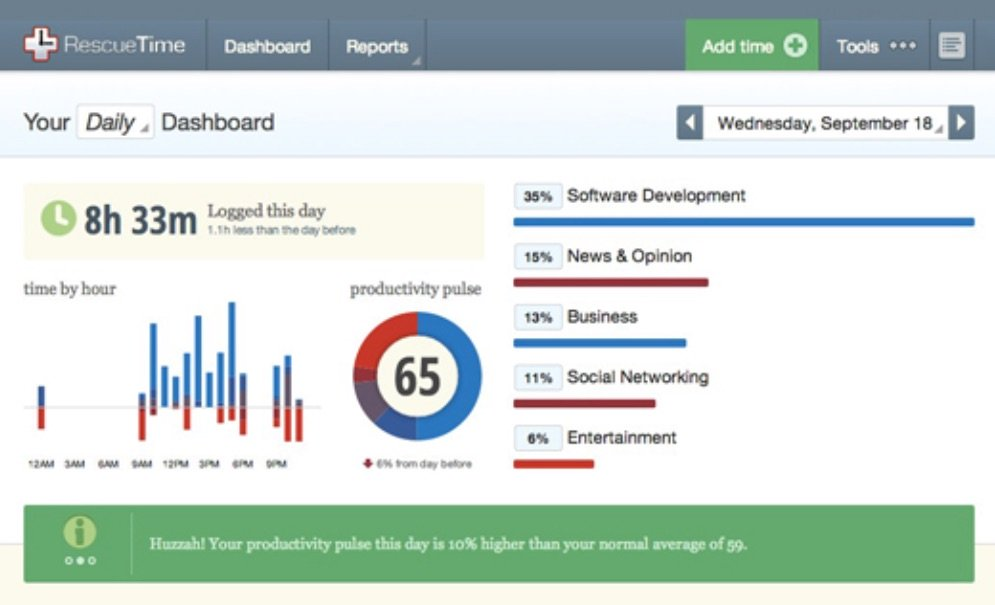 RescueTime Dashboard Reports Add time Tools
Your Daily Dashboard
Wednesday, September 18
8h 33m Logged this day
1.1h less than the day before
time by hour
12AM 3AM 6AM 9AM 12PM 3PM 6PM 9PM
productivity pulse
65
6% from day before
35% Software Development
15% News & Opinion
13% Business
11% Social Networking
6% Entertainment
Huzzah! Your productivity pulse this day is 10% higher than your normal average of 59.